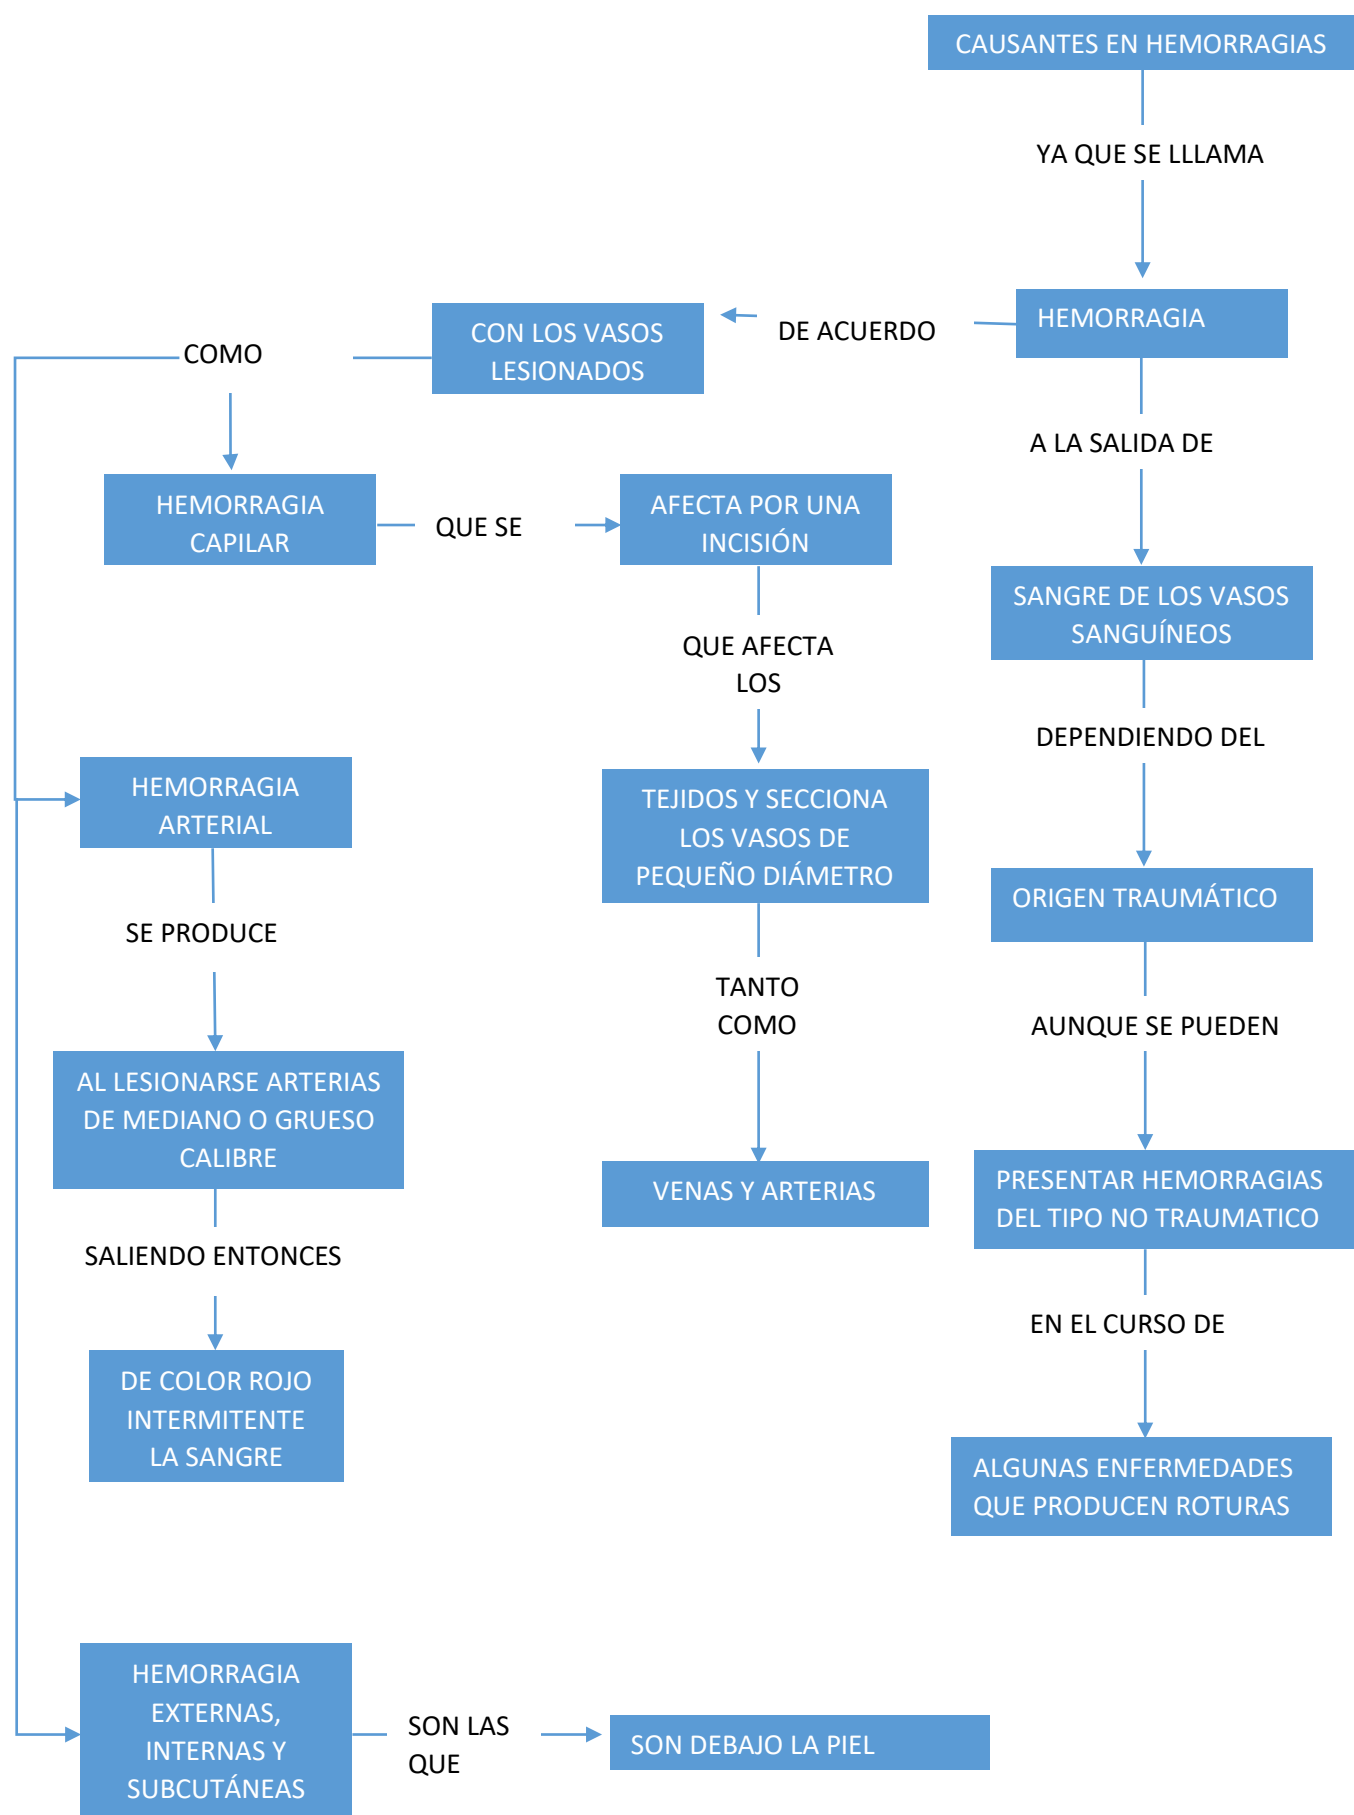 CAUSANTES EN HEMORRAGIAS
YA QUE SE LLLAMA
HEMORRAGIA
DE ACUERDO
CON LOS VASOS
LESIONADOS
COMO
A LA SALIDA DE
HEMORRAGIA
CAPILAR
QUE SE
AFECTA POR UNA
INCISIÓN
SANGRE DE LOS VASOS
SANGUÍNEOS
QUE AFECTA
LOS
DEPENDIENDO DEL
HEMORRAGIA
ARTERIAL
TEJIDOS Y SECCIONA
LOS VASOS DE
PEQUEÑO DIÁMETRO
ORIGEN TRAUMÁTICO
SE PRODUCE
TANTO
COMO
AUNQUE SE PUEDEN
AL LESIONARSE ARTERIAS
DE MEDIANO O GRUESO
CALIBRE
VENAS Y ARTERIAS
PRESENTAR HEMORRAGIAS
DEL TIPO NO TRAUMATICO
SALIENDO ENTONCES
EN EL CURSO DE
DE COLOR ROJO
INTERMITENTE
LA SANGRE
ALGUNAS ENFERMEDADES
QUE PRODUCEN ROTURAS
HEMORRAGIA
EXTERNAS,
INTERNAS Y
SUBCUTÁNEAS
SON LAS
QUE
SON DEBAJO LA PIEL